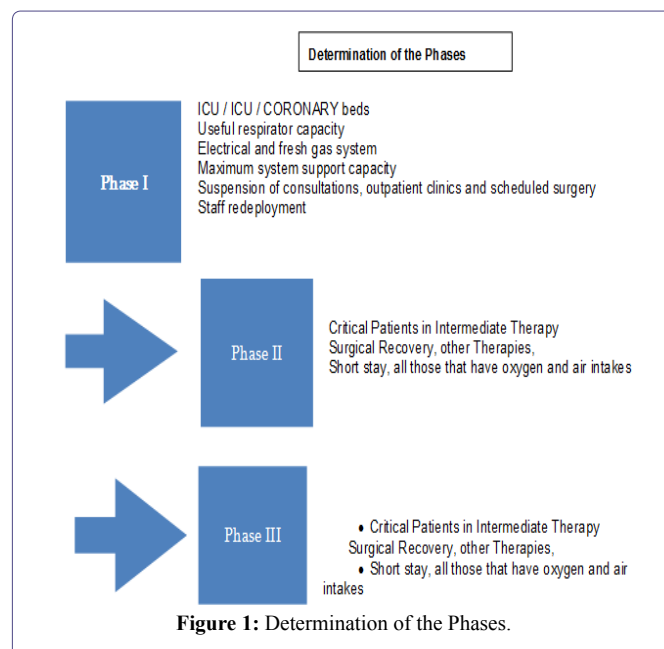 Determination of the Phases
Phase I
ICU / ICU / CORONARY beds
Useful respirator capacity
Electrical and fresh gas system
Maximum system support capacity
Suspension of consultations, outpatient clinics and scheduled surgery
Staff redeployment
Phase II
Critical Patients in Intermediate Therapy
Surgical Recovery, other Therapies,
Short stay, all those that have oxygen and air intakes
Phase III
• Critical Patients in Intermediate Therapy
Surgical Recovery, other Therapies,
• Short stay, all those that have oxygen and air
intakes
Figure 1: Determination of the Phases.